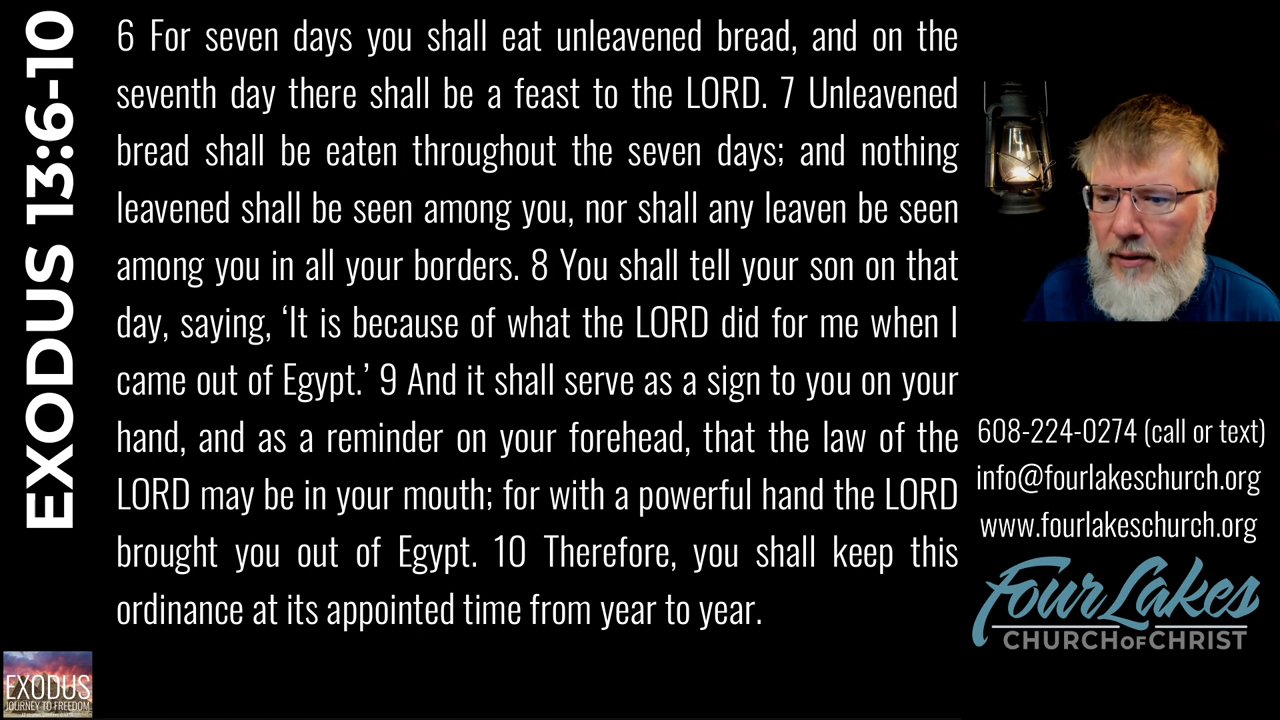 EXODUS 13:6-10
6 For seven days you shall eat unleavened bread, and on the
seventh day there shall be a feast to the LORD. 7 Unleavened
bread shall be eaten throughout the seven days; and nothing
leavened shall be seen among you, nor shall any leaven be seen
among you in all your borders. 8 You shall tell your son on that
day, saying, ‘It is because of what the LORD did for me when I
came out of Egypt.’ 9 And it shall serve as a sign to you on your
hand, and as a reminder on your forehead, that the law of the
LORD may be in your mouth; for with a powerful hand the LORD
brought you out of Egypt. 10 Therefore, you shall keep this
ordinance at its appointed time from year to year.
608-224-0274 (call or text)
info@fourlakeschurch.org
www.fourlakeschurch.org
Four Lakes
CHURCH OF CHRIST
EXODUS
JOURNEY TO FREEDOM